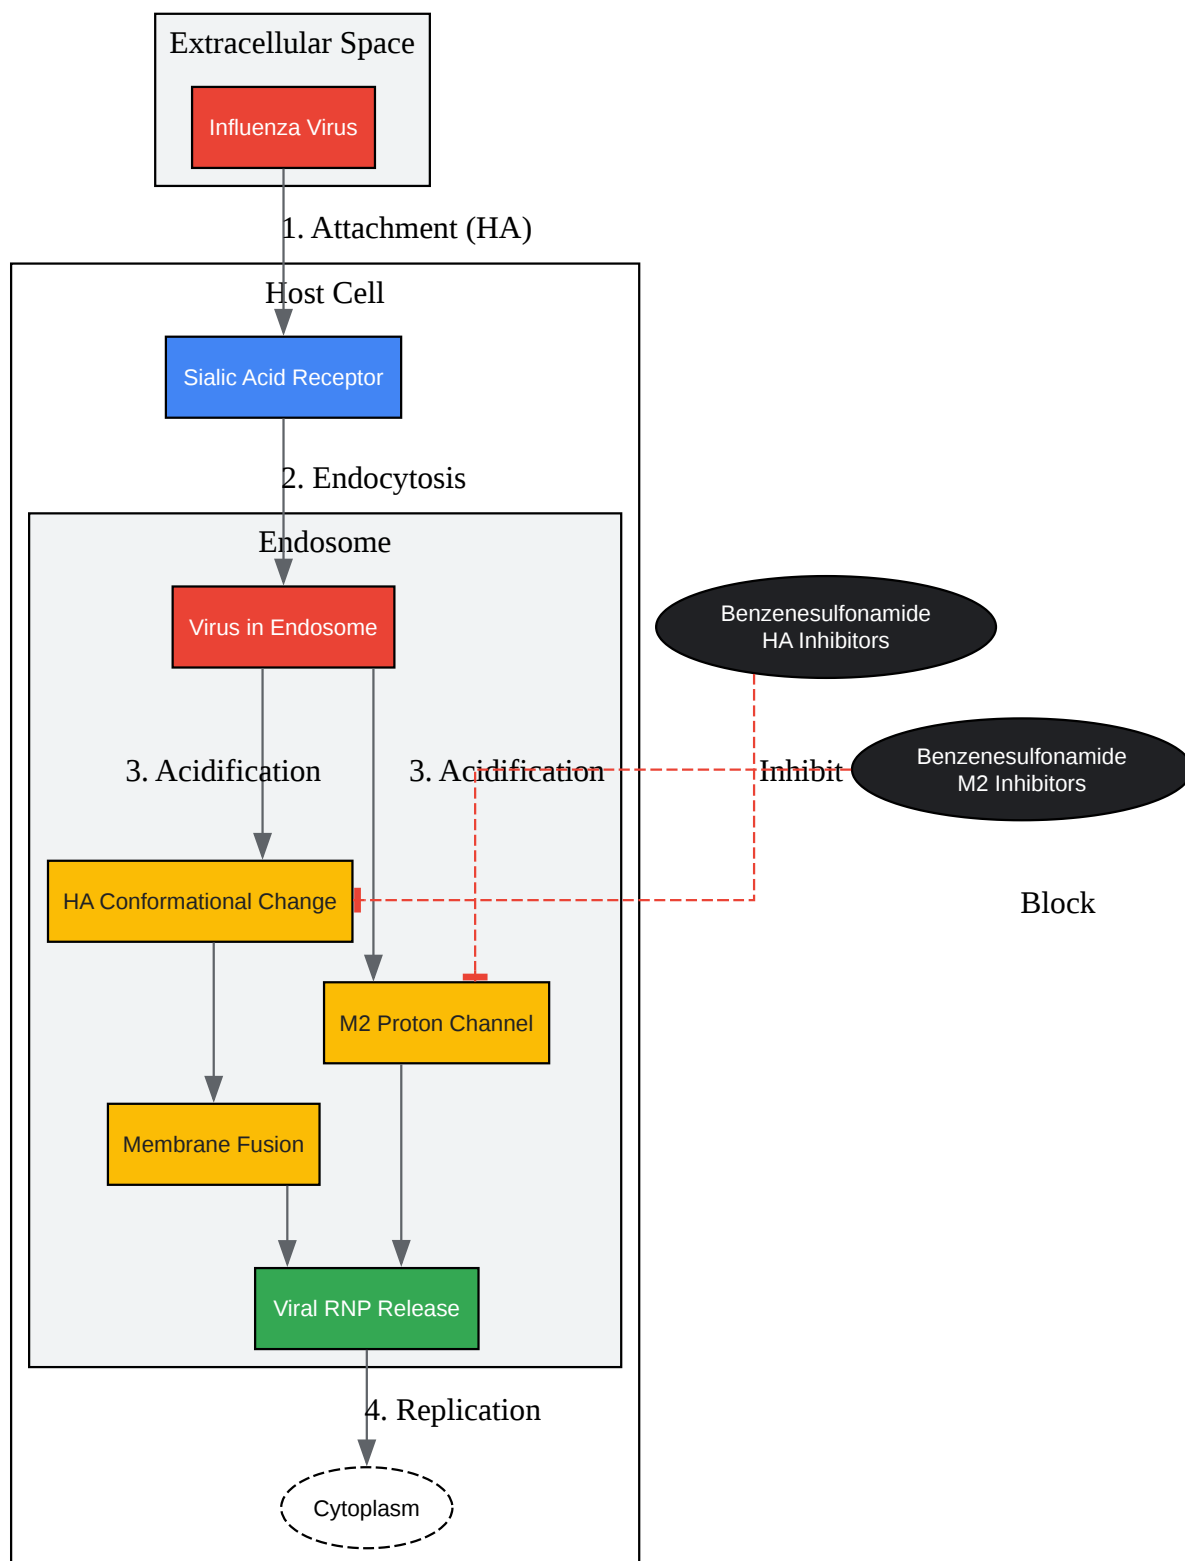 Extracellular Space
Influenza Virus
1. Attachment (HA)
Host Cell
Sialic Acid Receptor
2. Endocytosis
Endosome
Virus in Endosome
Benzenesulfonamide
HA Inhibitors
3. Acidification
3. Acidification
Inhibit
Benzenesulfonamide
M2 Inhibitors
HA Conformational Change
Block
M2 Proton Channel
Membrane Fusion
Viral RNP Release
4. Replication
Cytoplasm